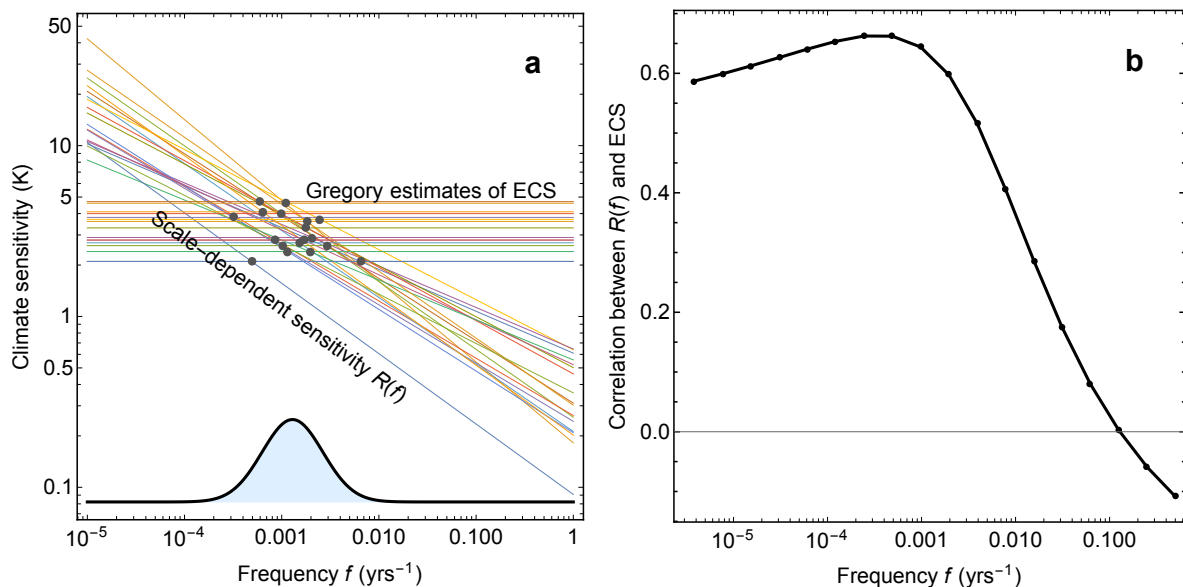 a
Climate sensitivity (K)
50
10
5
1
0.5
0.1
Gregory estimates of ECS
Scale-dependent sensitivity R(f)
10⁻⁵
10⁻⁴
0.001
0.010
0.100
1
Frequency f (yrs⁻¹)
b
Correlation between R(f) and ECS
0.6
0.4
0.2
0.0
10⁻⁵
10⁻⁴
0.001
0.010
0.100
Frequency f (yrs⁻¹)